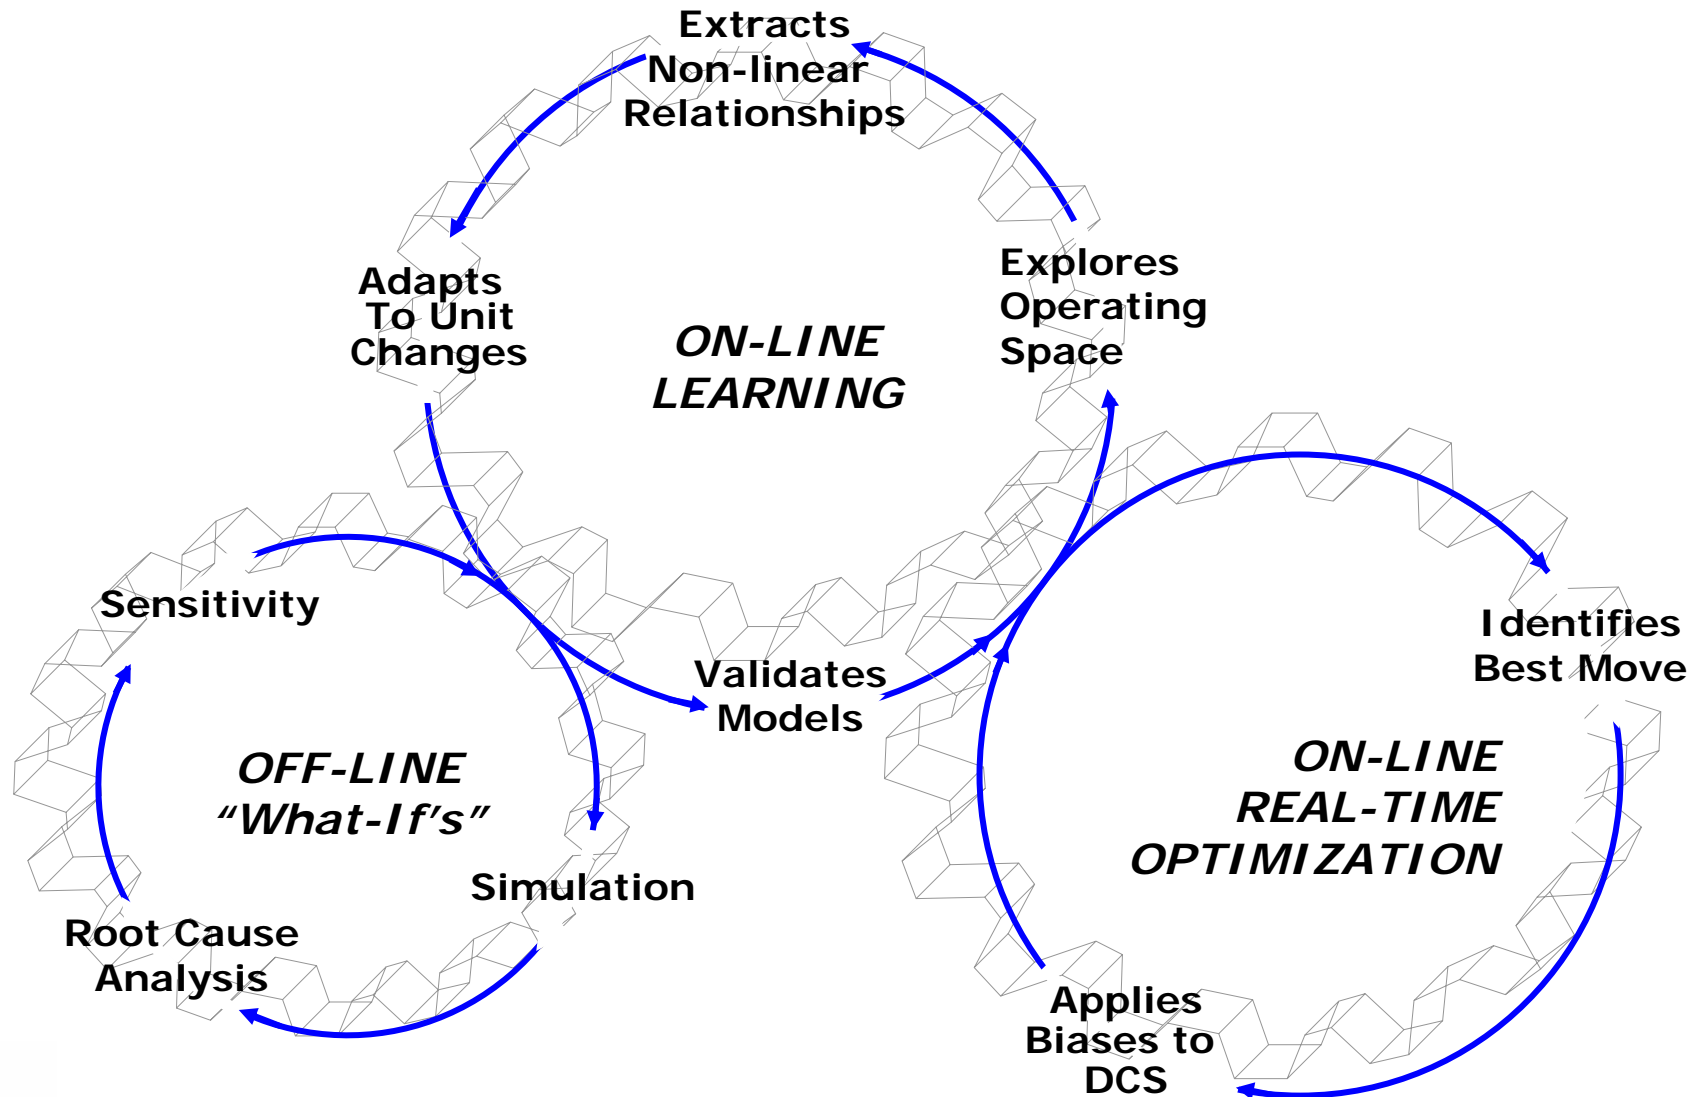 Extracts
Non-linear
Relationships
Adapts
To Unit
Changes
Explores
Operating
Space
ON-LINE
LEARNING
Validates
Models
Sensitivity
OFF-LINE
“What-If's”
Simulation
Root Cause
Analysis
Identifies
Best Move
ON-LINE
REAL-TIME
OPTIMIZATION
Applies
Biases to
DCS